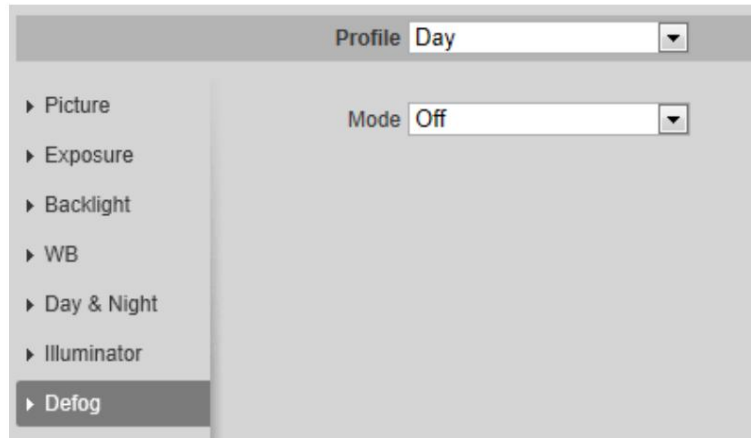 Profile Day
Mode Off
Picture
Exposure
Backlight
WB
Day & Night
Illuminator
Defog